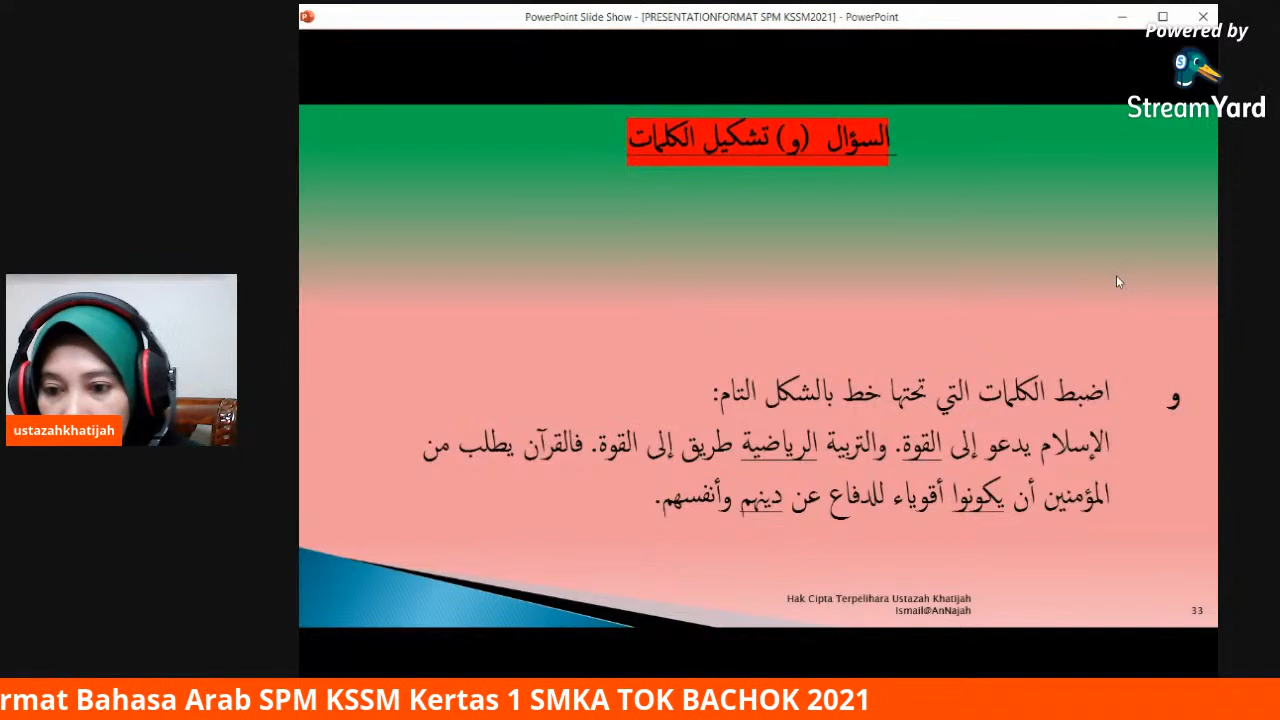 PowerPoint Slide Show - [PRESENTATIONFORMAT SPM KSSM2021] - PowerPoint
Powered by
StreamYard
السؤال (و) تشكيل الكلمات
و اضبط الكلمات التي تحتها خط بالشكل التام:
الإسلام يدعو إلى القوة. والتربية الرياضية طريق إلى القوة. فالقرآن يطلب من
المؤمنين أن يكونوا أقوياء للدفاع عن دينهم وأنفسهم.
ustazahkhatijah
Hak Cipta Terpelihara Ustazah Khatijah
Ismail@AnNajah
33
rmat Bahasa Arab SPM KSSM Kertas 1 SMKA TOK BACHOK 2021